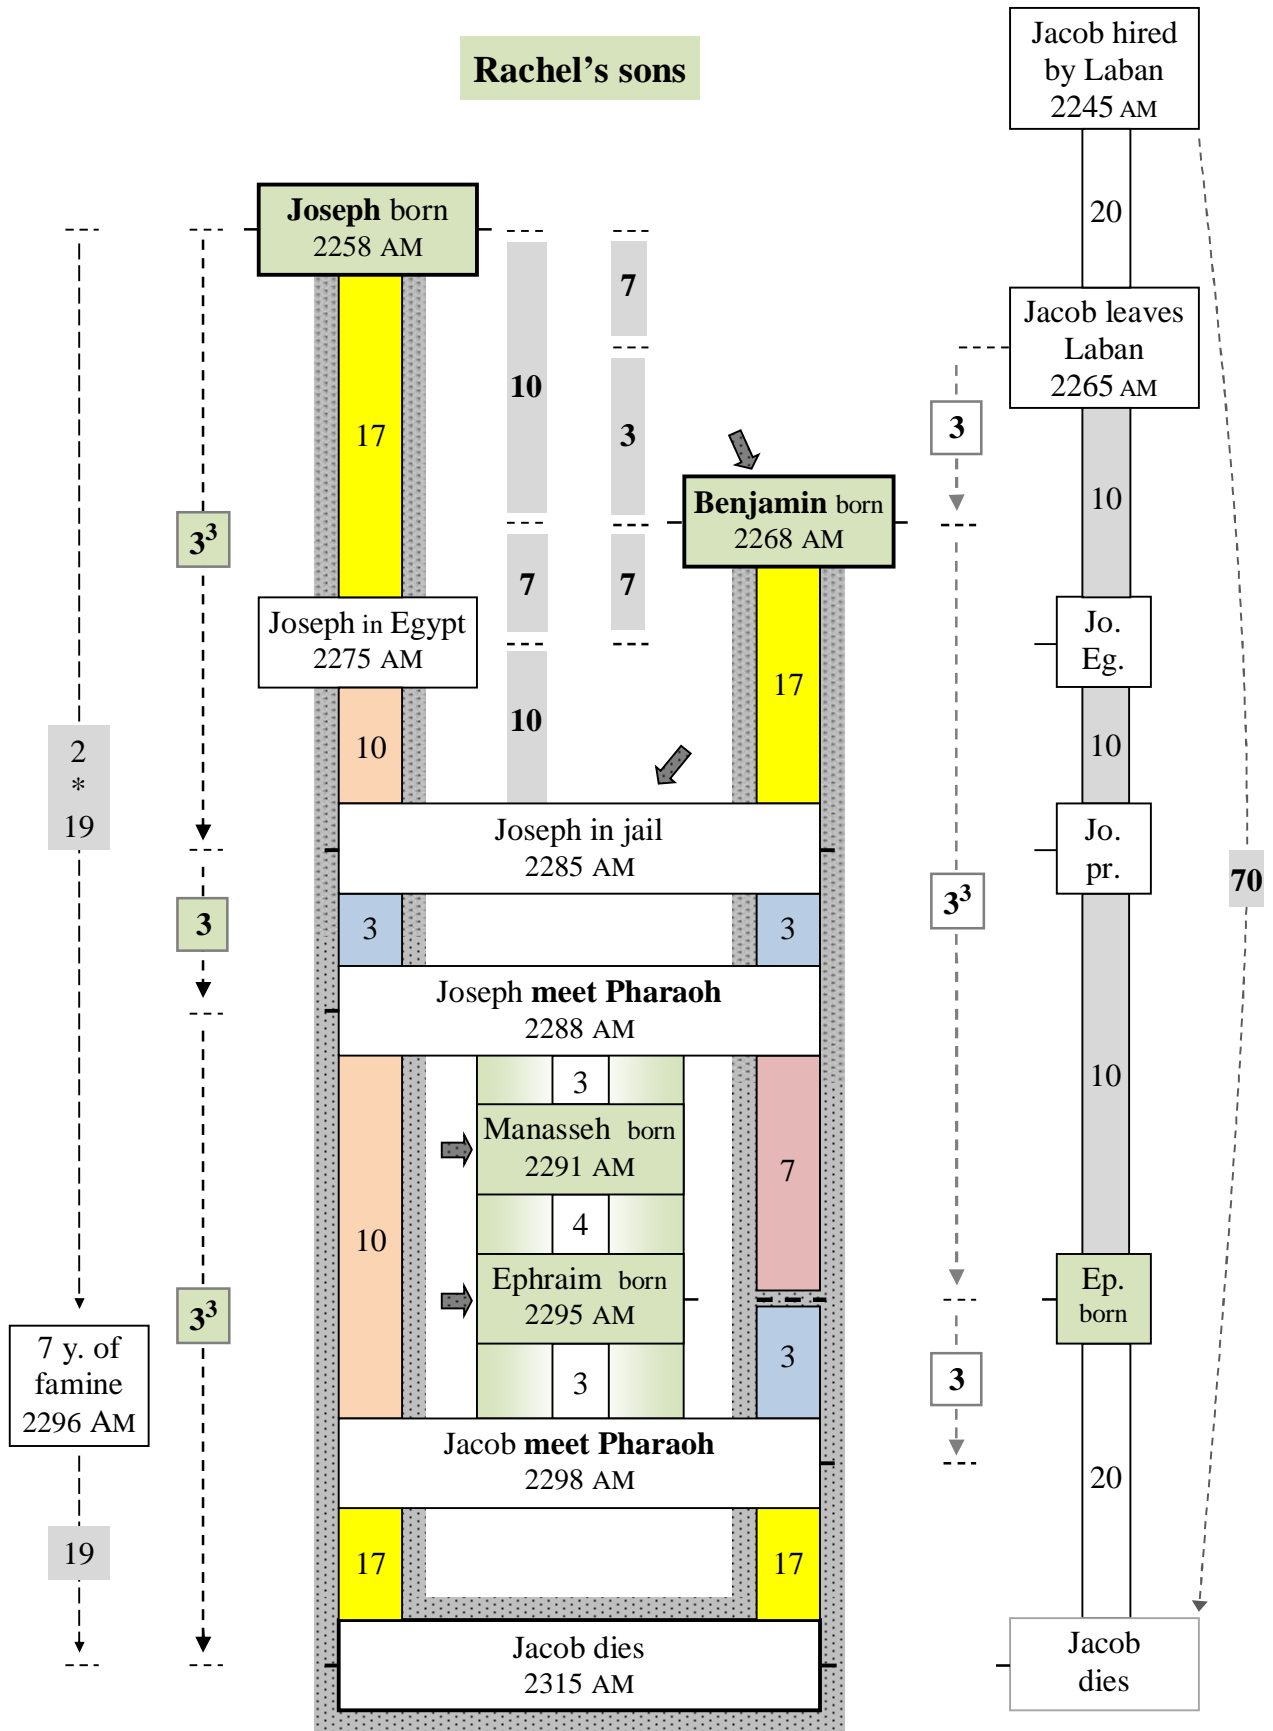 Rachel's sons
Jacob hired
by Laban
2245 AM
20
Joseph born
2258 AM
7
Jacob leaves
Laban
2265 AM
10
3
3
17
Benjamin born
2268 AM
10
3³
7
7
Joseph in Egypt
2275 AM
Jo.
Eg.
17
10
10
10
2
*
19
Joseph in jail
2285 AM
Jo.
pr.
70
3³
3
3
3
Joseph meet Pharaoh
2288 AM
10
3
Manasseh born
2291 AM
7
4
10
Ephraim born
2295 AM
Ep.
born
3³
7 y. of
famine
2296 AM
3
3
3
Jacob meet Pharaoh
2298 AM
20
19
17
17
Jacob dies
2315 AM
Jacob
dies